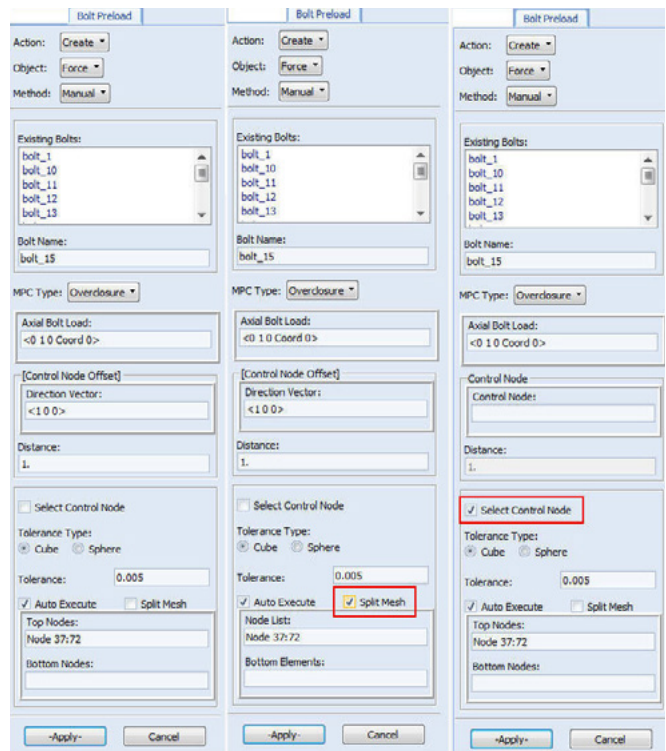 Bolt Preload
Action: Create
Object: Force
Method: Manual
Existing Bolts:
bolt_1
bolt_10
bolt_11
bolt_12
bolt_13
Bolt Name:
bolt_15
MPC Type: Overclosure
Axial Bolt Load:
<0 1 0 Coord 0>
[Control Node Offset]
Direction Vector:
<1 0 0>
Distance:
1.
Select Control Node
Tolerance Type:
Cube Sphere
Tolerance: 0.005
Auto Execute Split Mesh
Top Nodes:
Node 37:72
Bottom Nodes:
-Apply- Cancel
Bolt Preload
Action: Create
Object: Force
Method: Manual
Existing Bolts:
bolt_1
bolt_10
bolt_11
bolt_12
bolt_13
Bolt Name:
bolt_15
MPC Type: Overclosure
Axial Bolt Load:
<0 1 0 Coord 0>
[Control Node Offset]
Direction Vector:
<1 0 0>
Distance:
1.
Select Control Node
Tolerance Type:
Cube Sphere
Tolerance: 0.005
Auto Execute Split Mesh
Node List:
Node 37:72
Bottom Elements:
-Apply- Cancel
Bolt Preload
Action: Create
Object: Force
Method: Manual
Existing Bolts:
bolt_1
bolt_10
bolt_11
bolt_12
bolt_13
Bolt Name:
bolt_15
MPC Type: Overclosure
Axial Bolt Load:
<0 1 0 Coord 0>
Control Node
Control Node:
Distance:
1.
Select Control Node
Tolerance Type:
Cube Sphere
Tolerance: 0.005
Auto Execute Split Mesh
Top Nodes:
Node 37:72
Bottom Nodes:
-Apply- Cancel